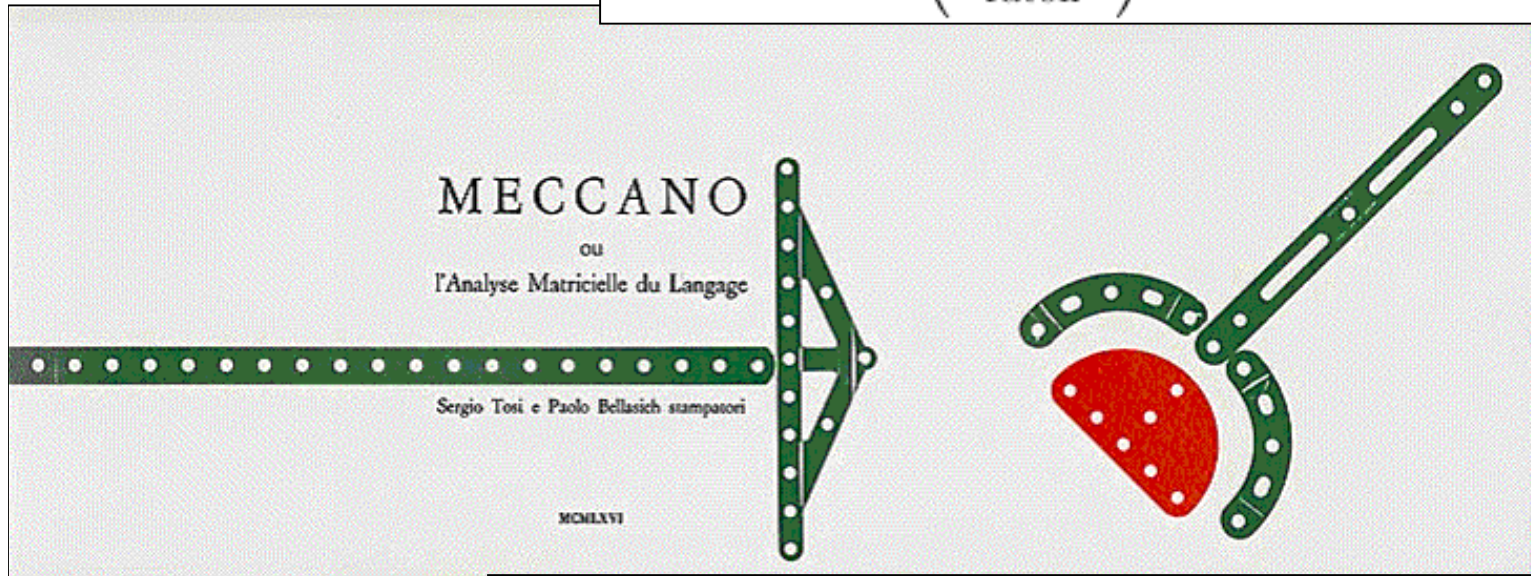 MECCANO
ou
l'Analyse Matricielle du Langage
Sergio Tosi e Paolo Bellasich stampatori
MCMLXVI